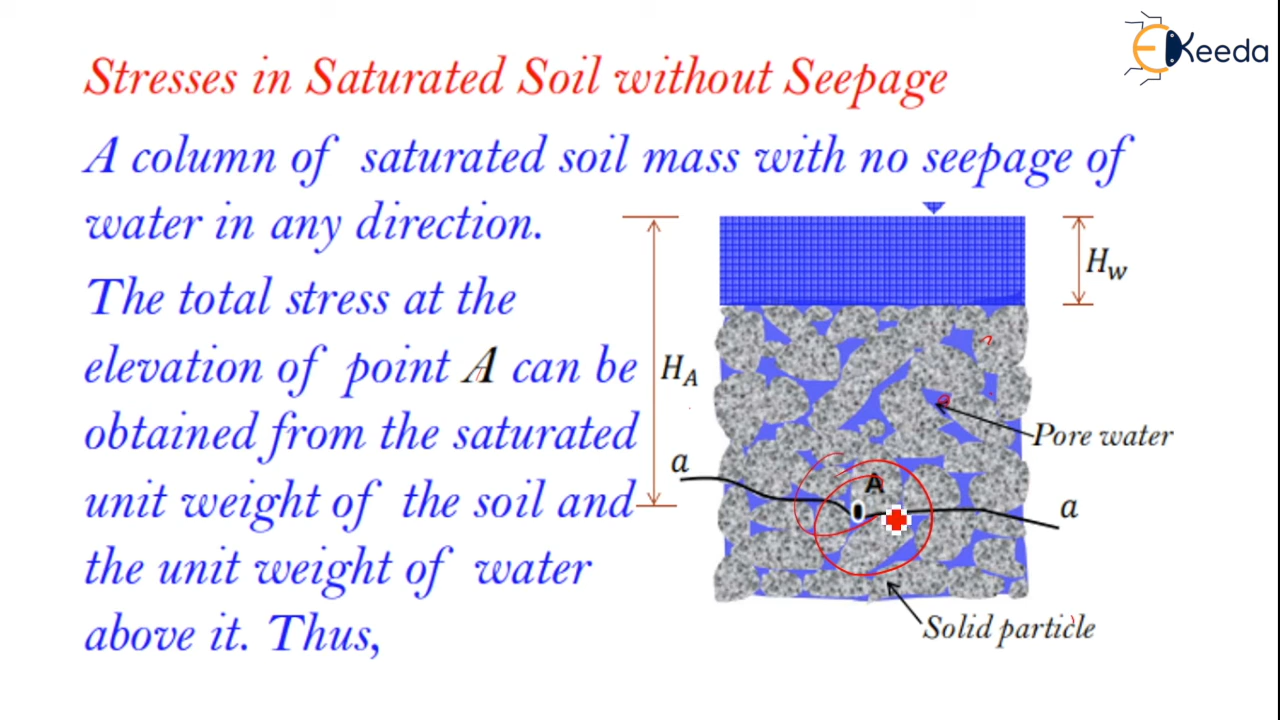 Keeda
Stresses in Saturated Soil without Seepage
A column of saturated soil mass with no seepage of
water in any direction.
The total stress at the
elevation of point A can be
obtained from the saturated
unit weight of the soil and
the unit weight of water
above it. Thus,
H_w
H_A
Pore water
a
A
a
Solid particle